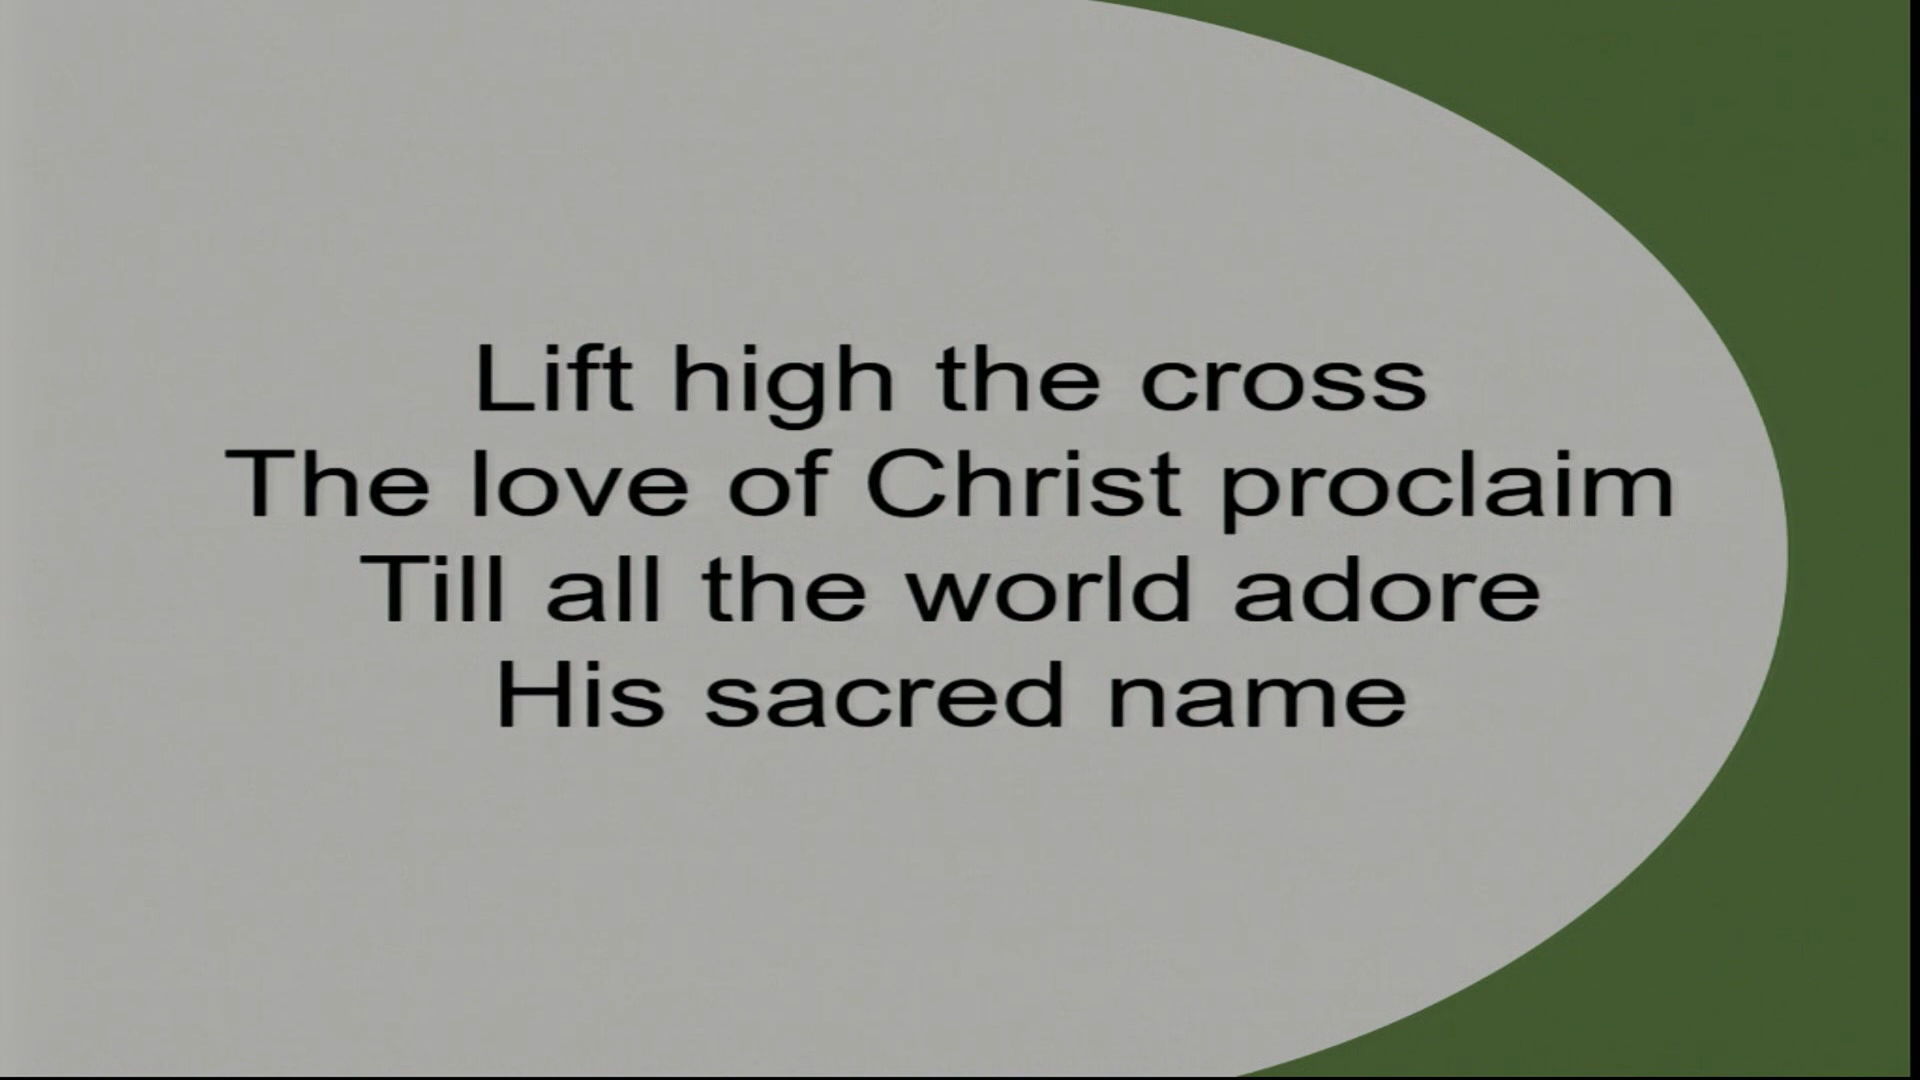 Lift high the cross
The love of Christ proclaim
Till all the world adore
His sacred name